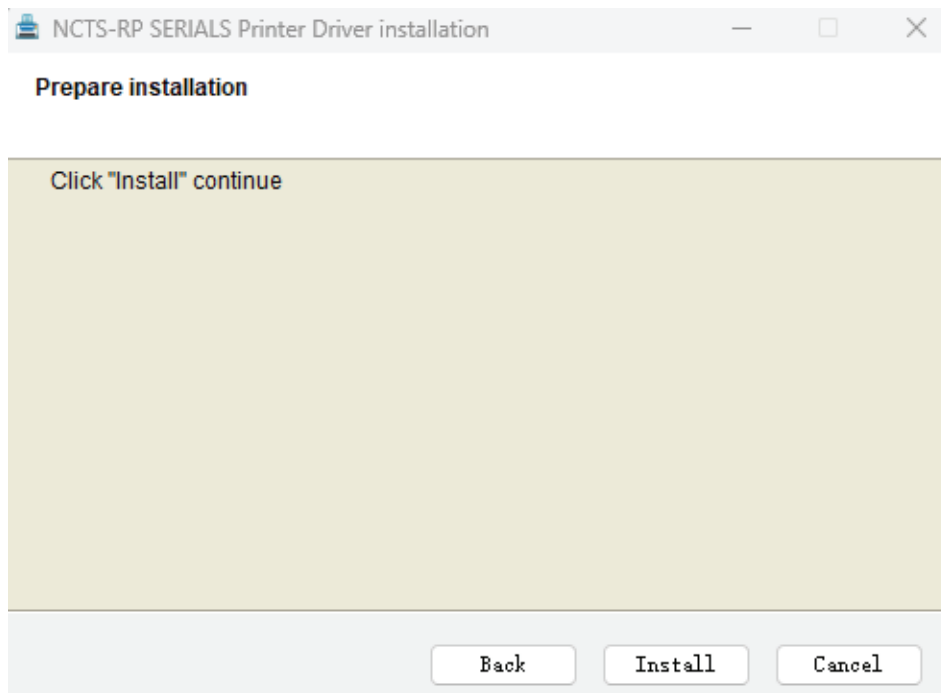 NCTS-RP SERIALS Printer Driver installation
Prepare installation
Click "Install" continue
Back Install Cancel